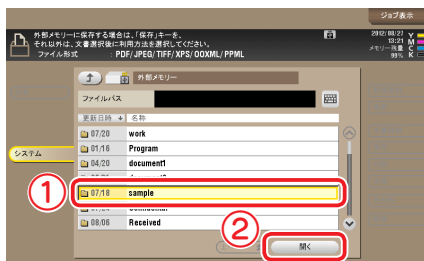 ジョブ表示
外部メモリーに保存する場合は、「保存」キーを、
それ以外は、文書選択後に利用方法を選択してください。
ファイル形式 : PDF/JPEG/TIFF/XPS/OOXML/PPML
2012/08/27
13:21
メモリー残量
99%
Y
M
C
K
外部メモリー
ファイルパス
更新日時 名称
07/20 work
01/16 Program
04/20 document1
システム
① 07/18 sample
09/06 Received
②
開く